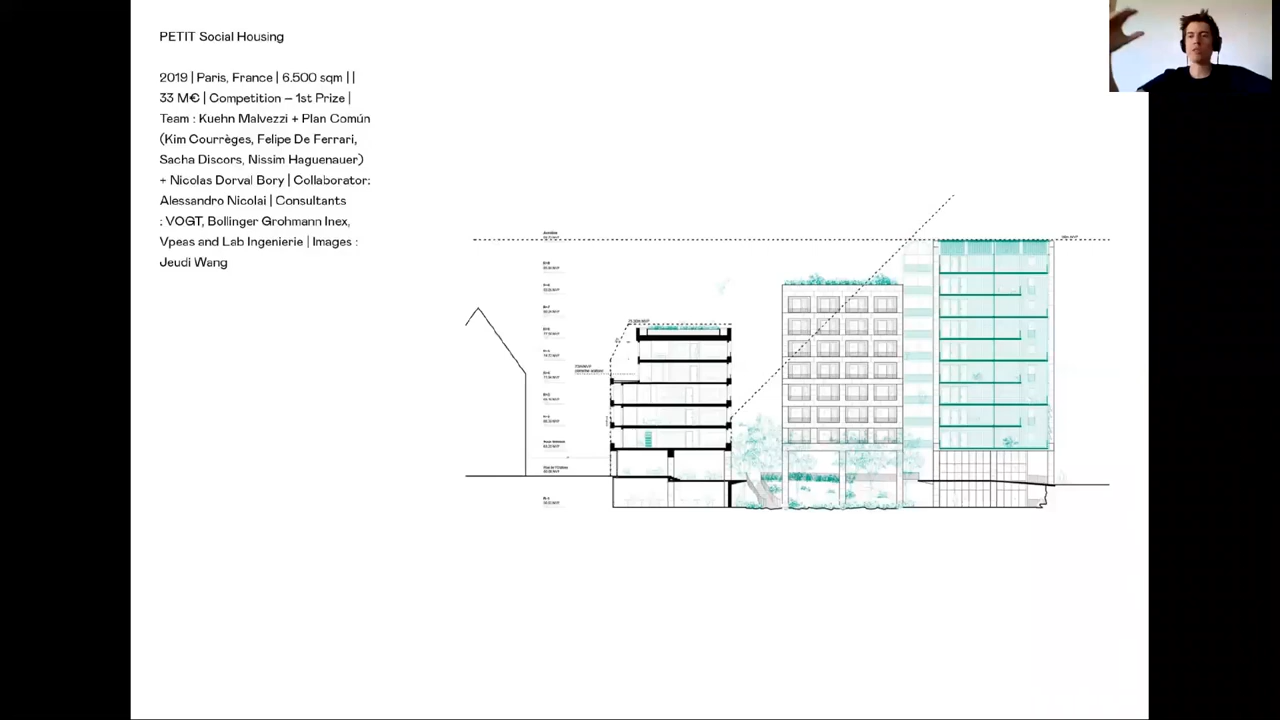 PETIT Social Housing
2019 | Paris, France | 6.500 sqm | |
33 M€ | Competition – 1st Prize |
Team : Kuehn Malvezzi + Plan Común
(Kim Courrèges, Felipe De Ferrari,
Sacha Discors, Nissim Haguenauer)
+ Nicolas Dorval Bory | Collaborator:
Alessandro Nicolai | Consultants
: VOGT, Bollinger Grohmann Inex,
Vpeas and Lab Ingenierie | Images :
Jeudi Wang